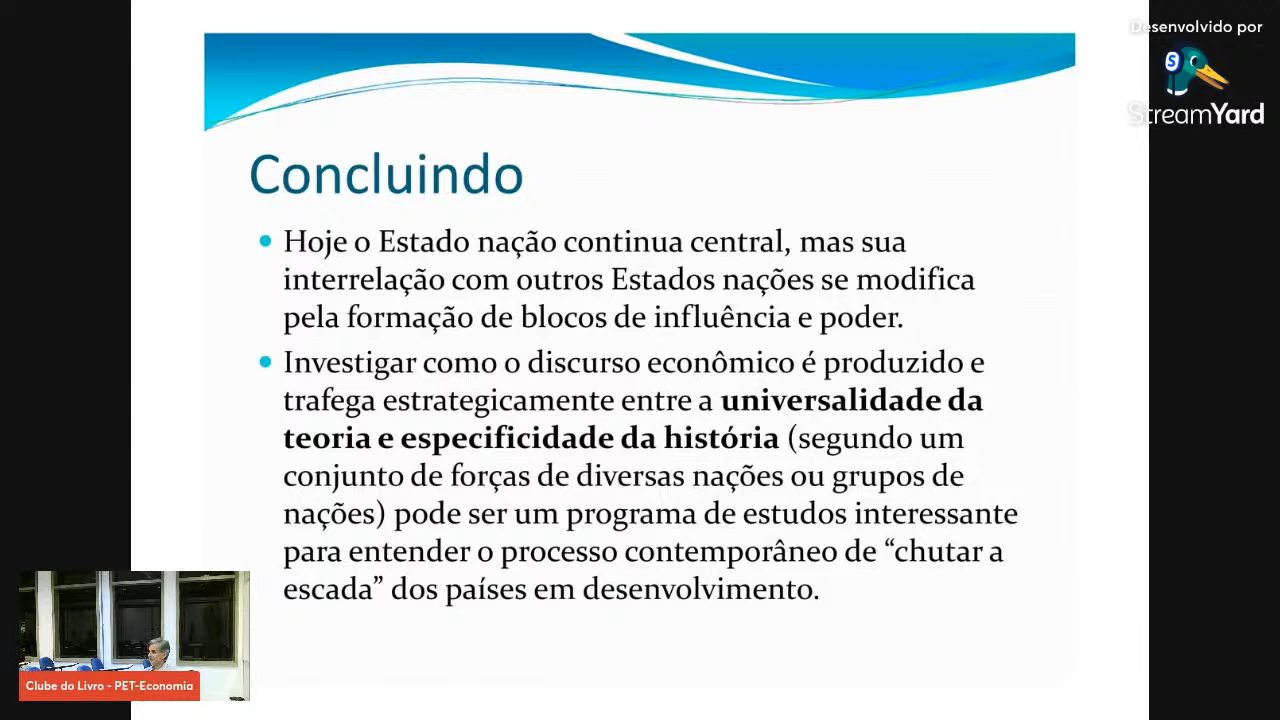 Desenvolvido por
StreamYard
Concluindo
Hoje o Estado nação continua central, mas sua
interrelação com outros Estados nações se modifica
pela formação de blocos de influência e poder.
Investigar como o discurso econômico é produzido e
trafega estrategicamente entre a universalidade da
teoria e especificidade da história (segundo um
conjunto de forças de diversas nações ou grupos de
nações) pode ser um programa de estudos interessante
para entender o processo contemporâneo de “chutar a
escada” dos países em desenvolvimento.
Clube do Livro - PET-Economia